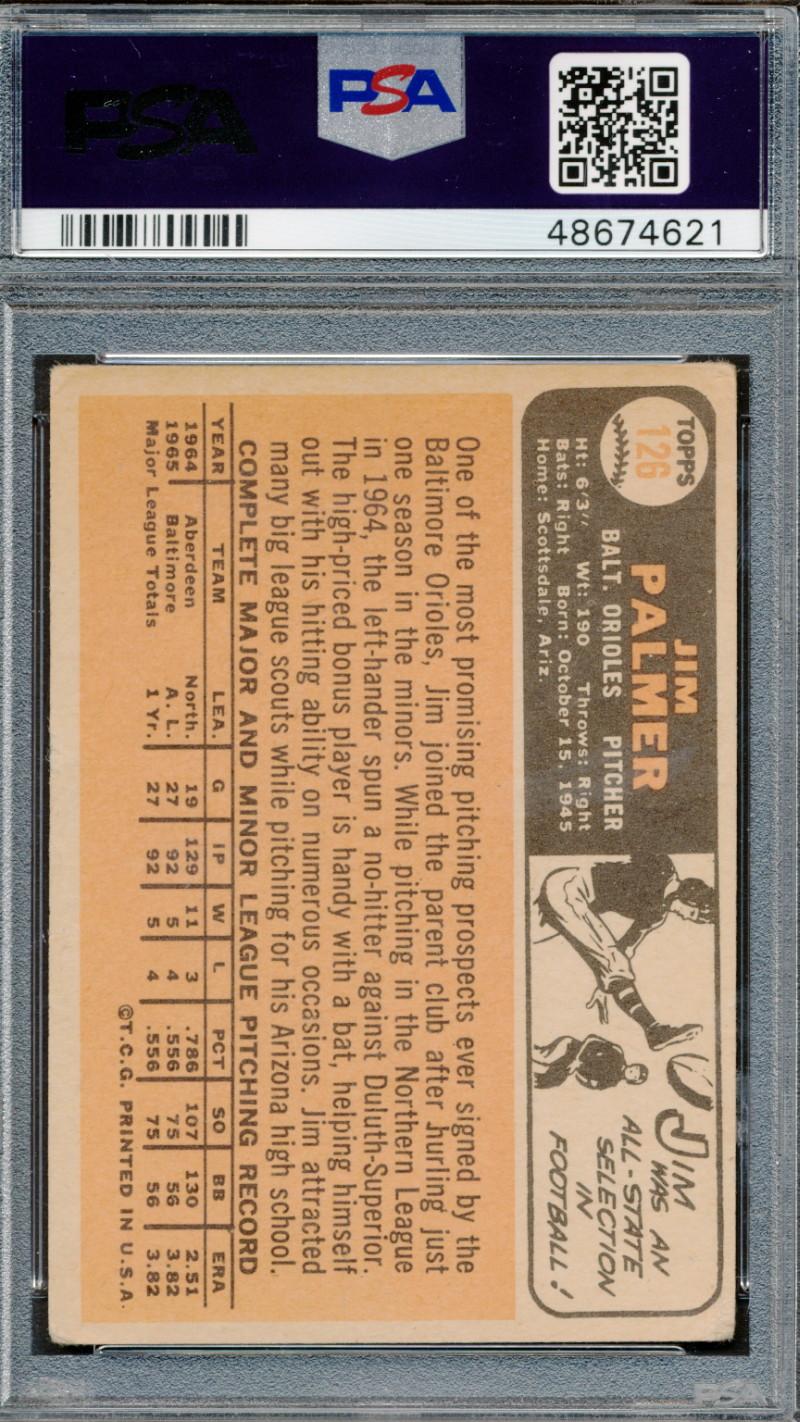 PSA
PSA
48674621
TOPPS
126
JIM
PALMER
BALT. ORIOLES PITCHER
Ht: 6'3" Wt: 190 Throws: Right
Bats: Right Born: October 15, 1945
Home: Scottsdale, Ariz.
JIM
WAS AN
ALL-STATE
SELECTION
IN
FOOTBALL!
One of the most promising pitching prospects ever signed by the
Baltimore Orioles, Jim joined the parent club after hurling just
one season in the minors. While pitching in the Northern League
in 1964, the left-hander spun a no-hitter against Duluth-Superior.
The high-priced bonus player is handy with a bat, helping himself
out with his hitting ability on numerous occasions. Jim attracted
many big league scouts while pitching for his Arizona high school.
COMPLETE MAJOR AND MINOR LEAGUE PITCHING RECORD
YEAR TEAM LEA. G IP W L PCT SO BB ERA
1964 Aberdeen North. 19 129 11 3 .786 107 130 2.51
1965 Baltimore A. L. 27 92 5 4 .556 75 56 3.82
Major League Totals 1 Yr. 27 92 5 4 .556 75 56 3.82
©T.C.G. PRINTED IN U.S.A.
PSA